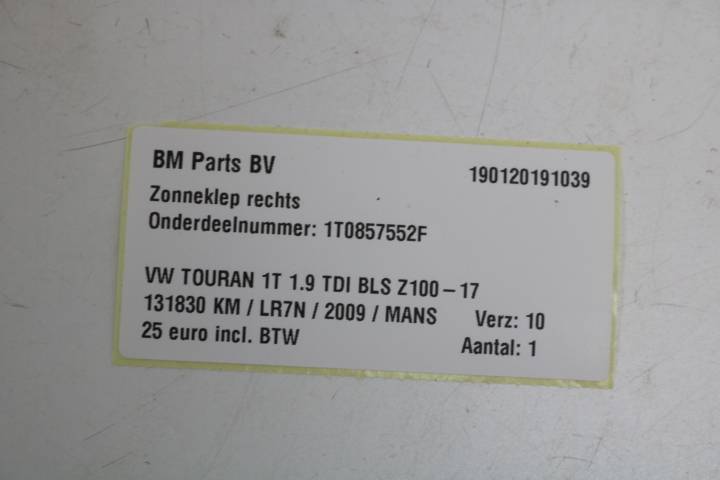 BM Parts BV 190120191039
Zonneklep rechts
Onderdeelnummer: 1T0857552F
VW TOURAN 1T 1.9 TDI BLS Z100-17
131830 KM / LR7N / 2009 / MANS Verz: 10
25 euro incl. BTW Aantal: 1